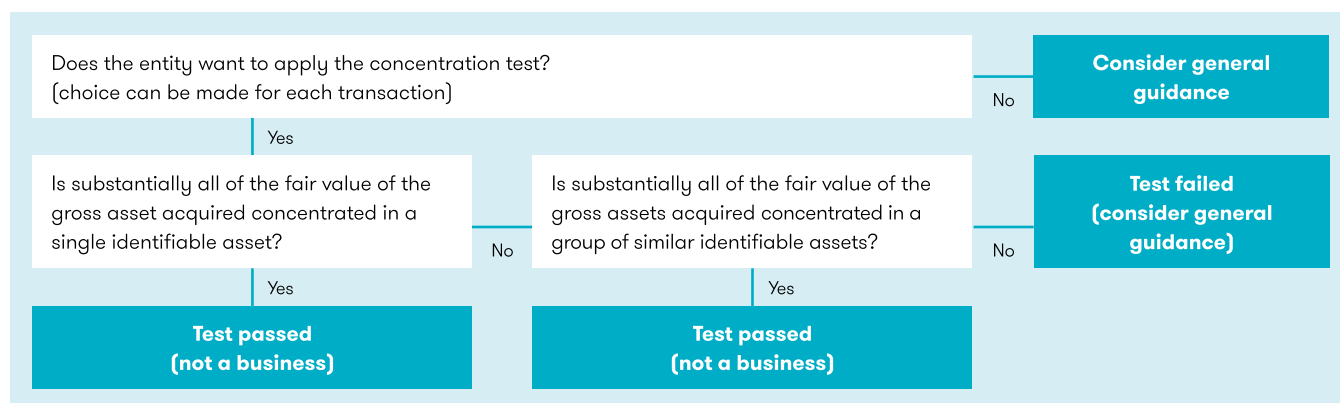 Does the entity want to apply the concentration test?
(choice can be made for each transaction)
Consider general
guidance
No
Yes
Is substantially all of the fair value of the
gross asset acquired concentrated in a
single identifiable asset?
No
Is substantially all of the fair value of the
gross assets acquired concentrated in a
group of similar identifiable assets?
No
Test failed
(consider general
guidance)
Yes
Yes
Test passed
(not a business)
Test passed
(not a business)